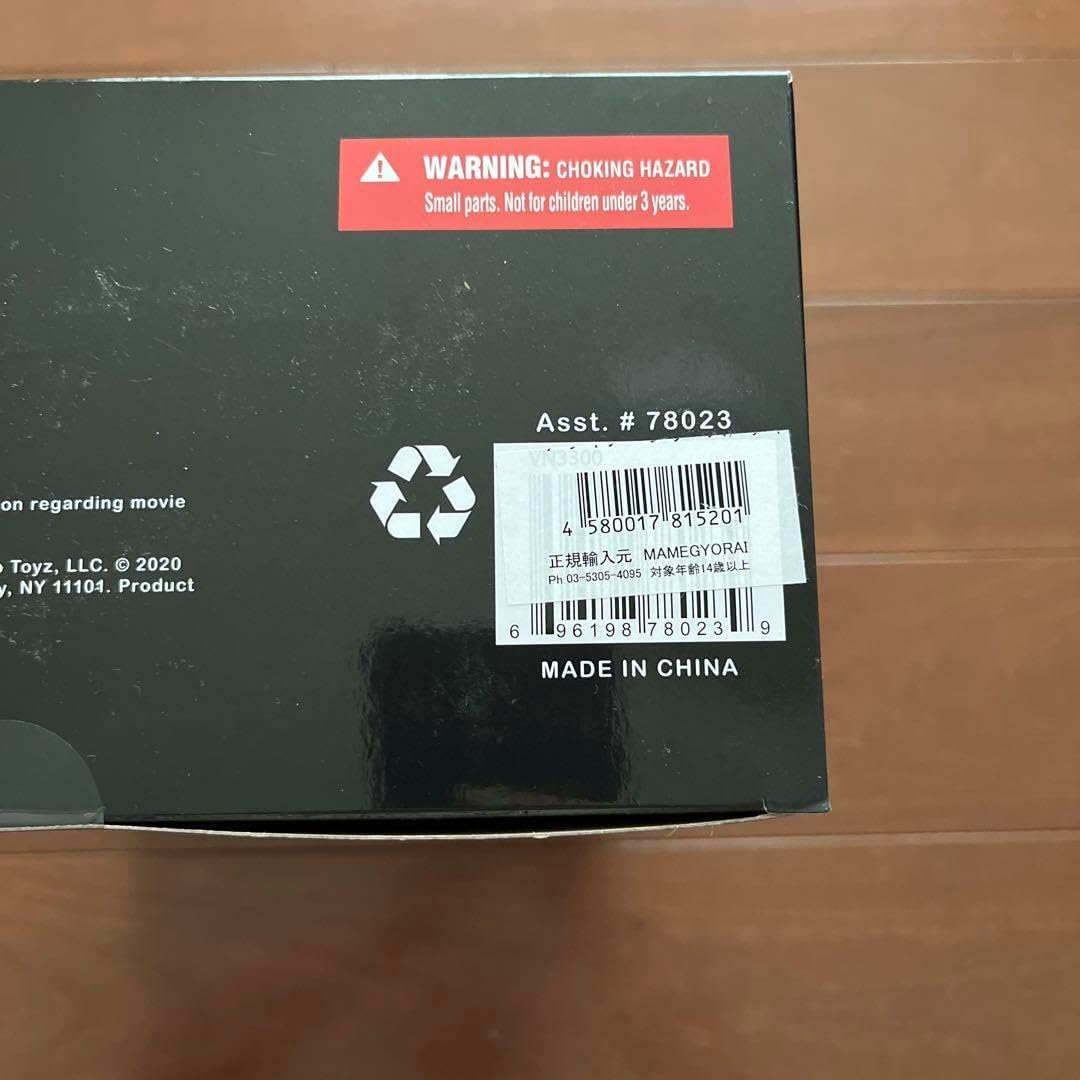 WARNING: CHOKING HAZARD
Small parts. Not for children under 3 years.
Asst. # 78023
VN3300
4 580017 815201
正規輸入元 MAMEGYORAI
Ph 03-5305-4095 対象年齢14歳以上
6 96198 78023 9
MADE IN CHINA
on regarding movie
Toyz, LLC. © 2020
NY 11101. Product